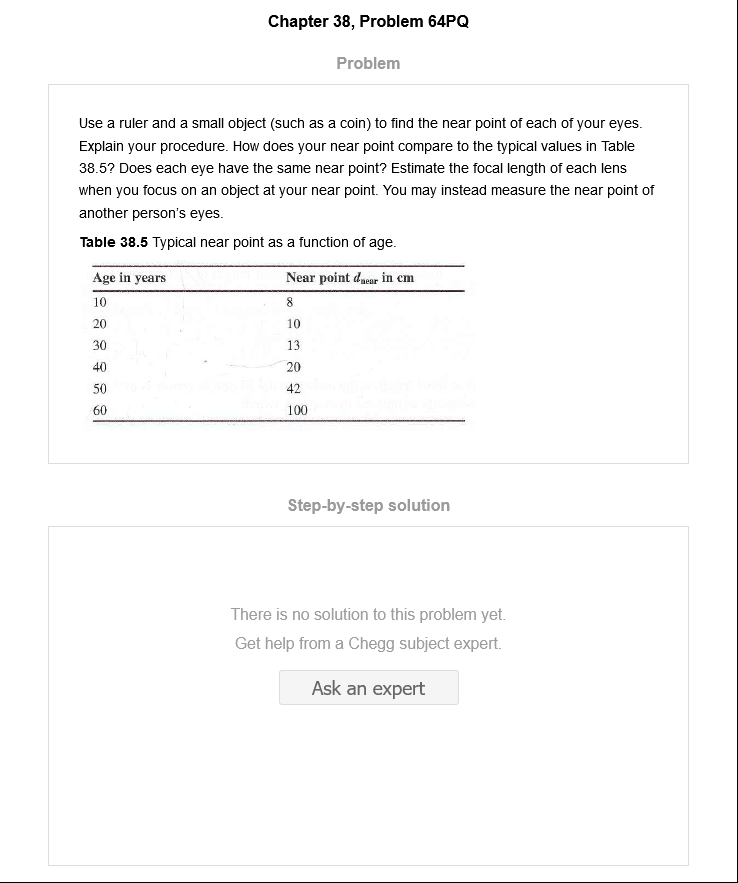 Chapter 38, Problem 64PQ
Problem
Use a ruler and a small object (such as a coin) to find the near point of each of your eyes.
Explain your procedure. How does your near point compare to the typical values in Table
38.5? Does each eye have the same near point? Estimate the focal length of each lens
when you focus on an object at your near point. You may instead measure the near point of
another person's eyes.
Table 38.5 Typical near point as a function of age.
Age in years Near point dnear in cm
10 8
20 10
30 13
40 20
50 42
60 100
Step-by-step solution
There is no solution to this problem yet.
Get help from a Chegg subject expert.
Ask an expert